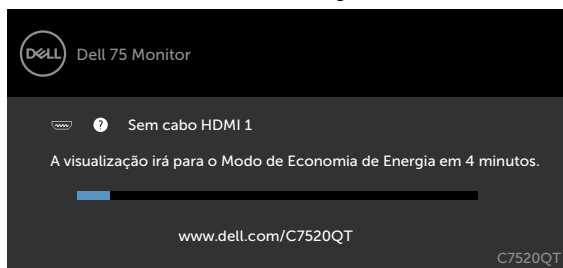 DELL
Dell 75 Monitor
? Sem cabo HDMI 1
A visualização irá para o Modo de Economia de Energia em 4 minutos.
www.dell.com/C7520QT
C7520QT